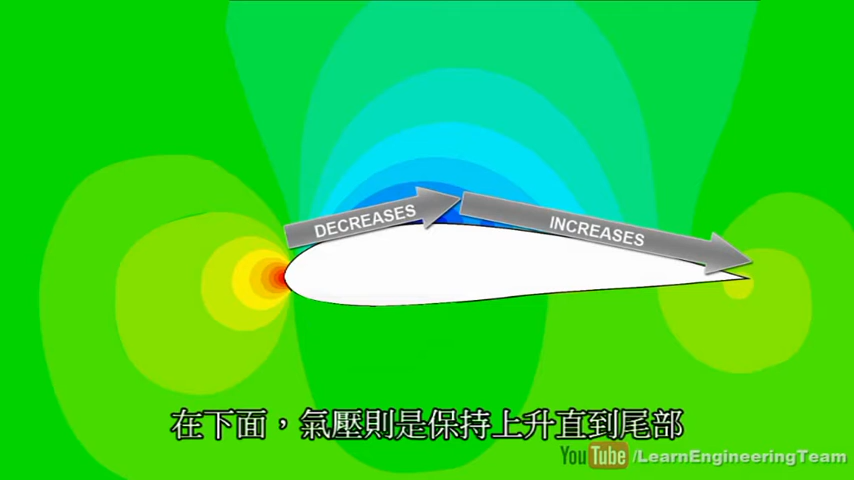 DECREASES
INCREASES
在下面，氣壓則是保持上升直到尾部
YouTube /LearnEngineeringTeam